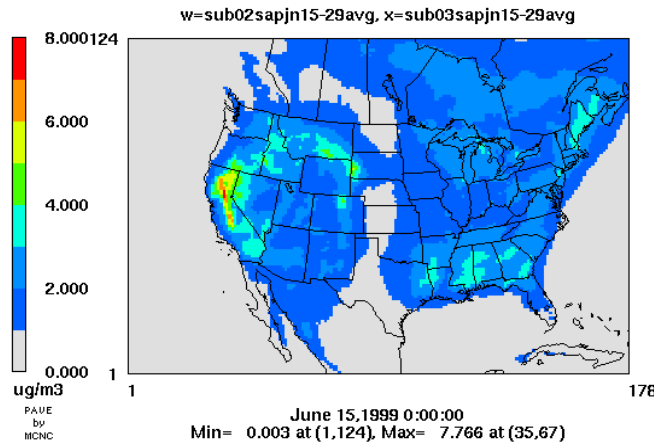 w=sub02sapjn15-29avg, x=sub03sapjn15-29avg
8.000
124
6.000
4.000
2.000
0.000
1
ug/m3
1
178
PAVE
by
MCNC
June 15,1999 0:00:00
Min= 0.003 at (1,124), Max= 7.766 at (35,67)